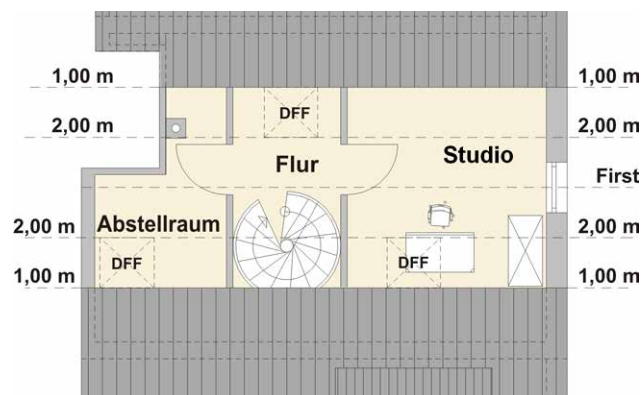 1,00 m
1,00 m
DFF
2,00 m
2,00 m
Flur
Studio
First
Abstellraum
2,00 m
2,00 m
DFF
DFF
1,00 m
1,00 m